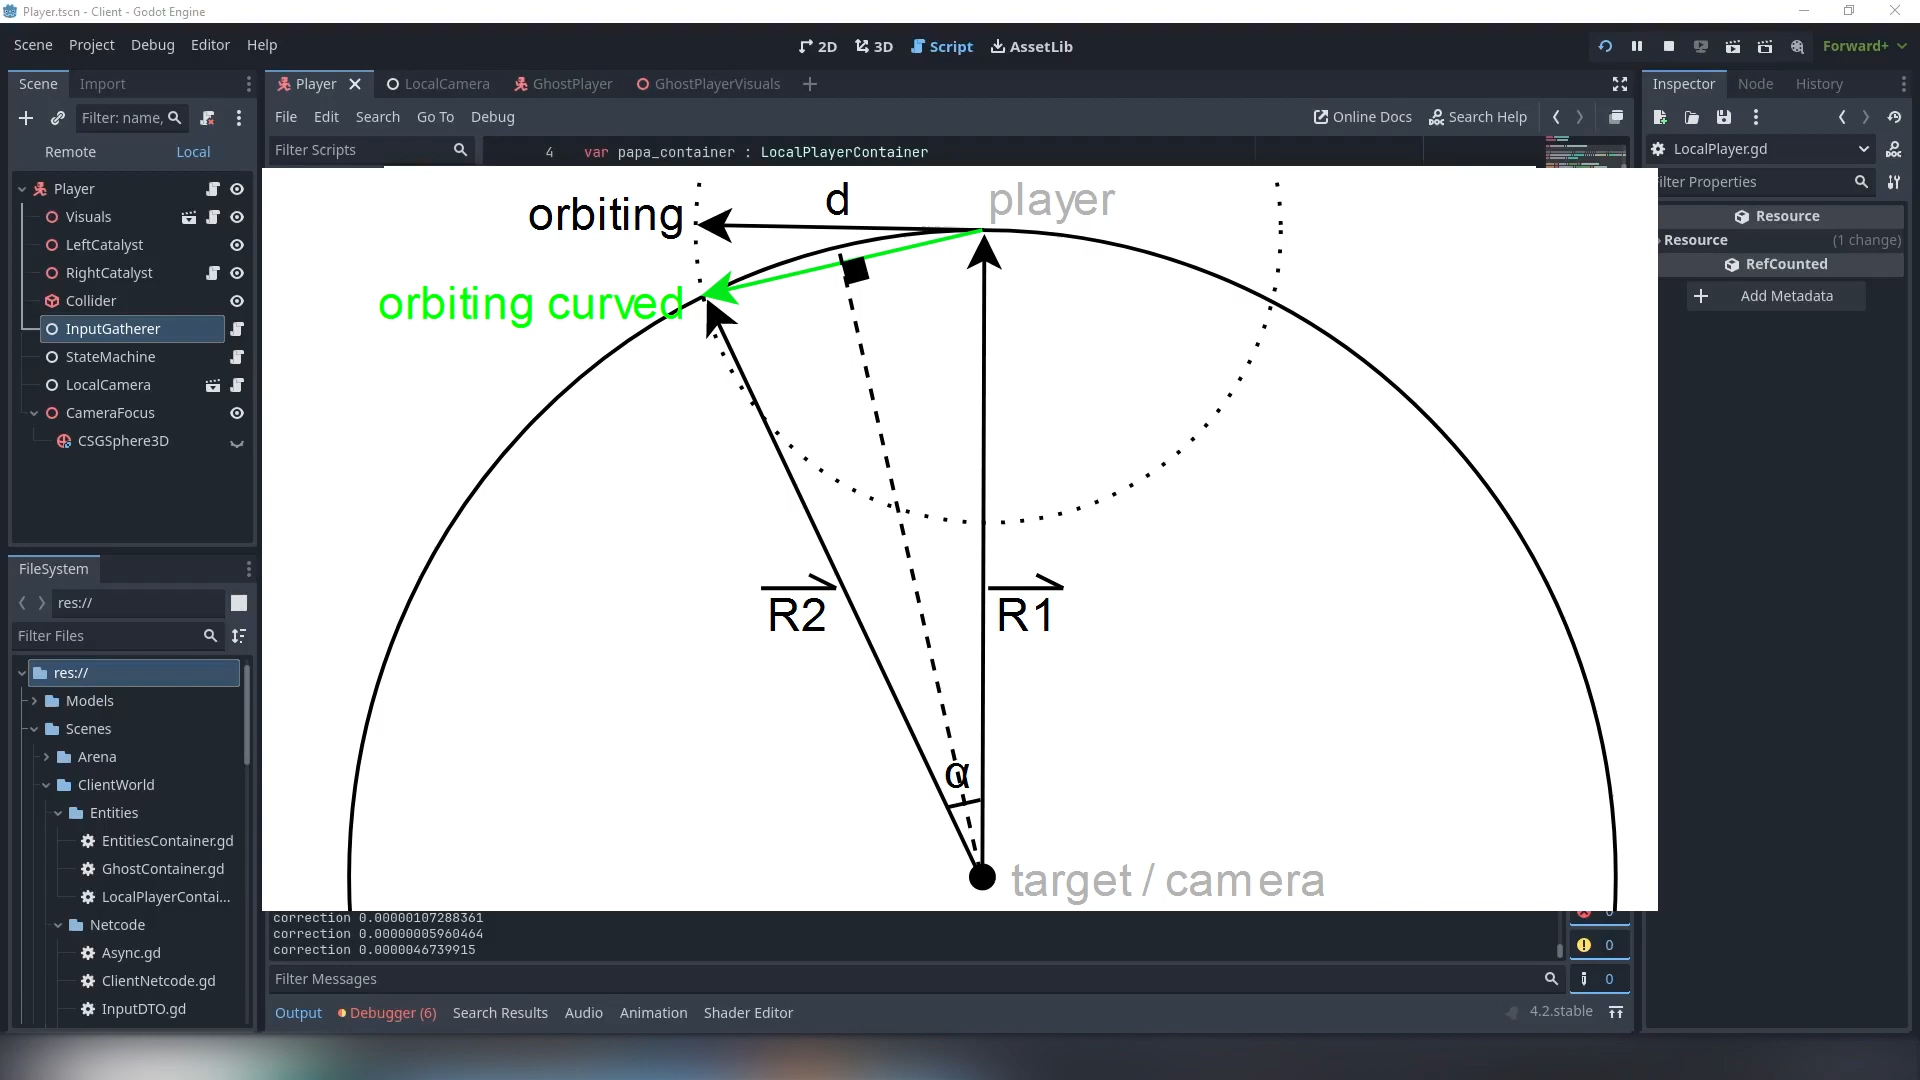 Player.tscn - Client - Godot Engine
Scene Project Debug Editor Help
2D 3D Script AssetLib
Forward+
Scene Import
Player LocalCamera GhostPlayer GhostPlayerVisuals
Inspector Node History
Filter: name,
File Edit Search Go To Debug
Online Docs Search Help
Remote Local
Filter Scripts
4 var papa_container : LocalPlayerContainer
LocalPlayer.gd
ilter Properties
Player
Visuals
LeftCatalyst
RightCatalyst
Collider
InputGatherer
StateMachine
LocalCamera
CameraFocus
CSGSphere3D
Resource
Resource (1 change)
RefCounted
Add Metadata
orbiting
d
player
orbiting curved
R2
R1
α
target / camera
FileSystem
res://
Filter Files
res://
Models
Scenes
Arena
ClientWorld
Entities
EntitiesContainer.gd
GhostContainer.gd
LocalPlayerContai...
Netcode
Async.gd
ClientNetcode.gd
InputDTO.gd
correction 0.00000107288361
correction 0.00000005960464
correction 0.0000046739915
0
0
0
Filter Messages
Output Debugger (6) Search Results Audio Animation Shader Editor
4.2.stable